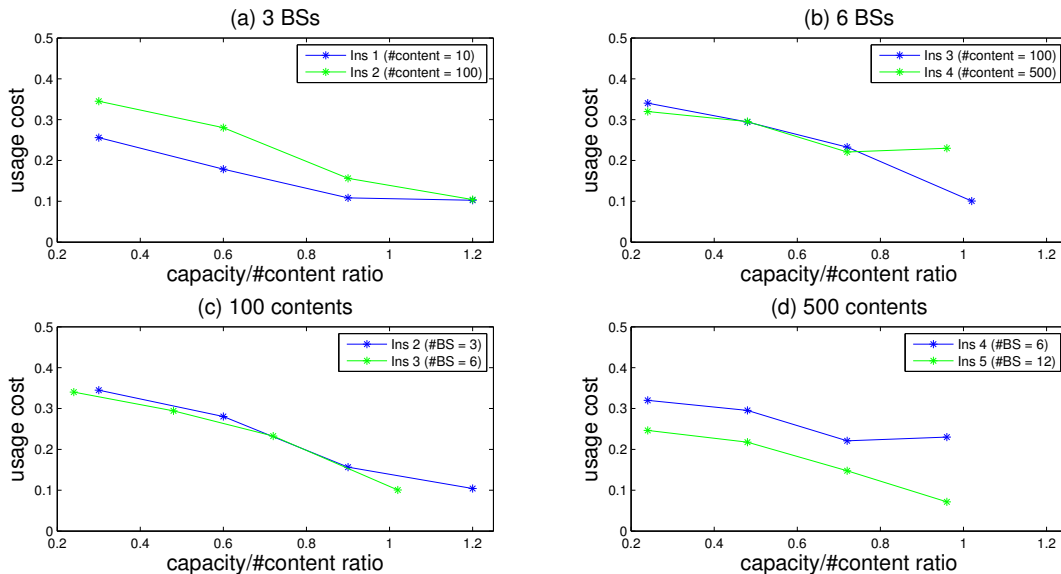 (a) 3 BSs
0.5
0.4
0.3
0.2
0.1
0
usage cost
Ins 1 (#content = 10)
Ins 2 (#content = 100)
0.2 0.4 0.6 0.8 1 1.2
capacity/#content ratio
(b) 6 BSs
0.5
0.4
0.3
0.2
0.1
0
usage cost
Ins 3 (#content = 100)
Ins 4 (#content = 500)
0.2 0.4 0.6 0.8 1 1.2
capacity/#content ratio
(c) 100 contents
0.5
0.4
0.3
0.2
0.1
0
usage cost
Ins 2 (#BS = 3)
Ins 3 (#BS = 6)
0.2 0.4 0.6 0.8 1 1.2
capacity/#content ratio
(d) 500 contents
0.5
0.4
0.3
0.2
0.1
0
usage cost
Ins 4 (#BS = 6)
Ins 5 (#BS = 12)
0.2 0.4 0.6 0.8 1 1.2
capacity/#content ratio